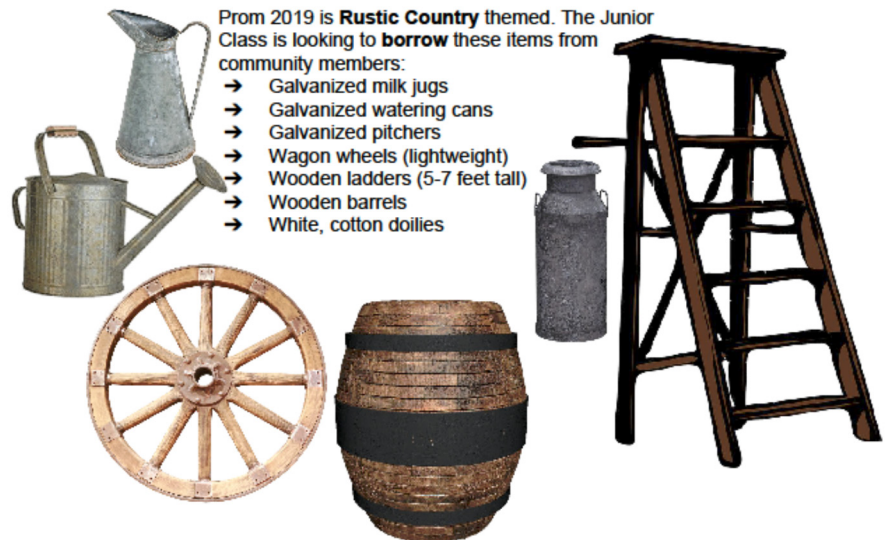 Prom 2019 is Rustic Country themed. The Junior
Class is looking to borrow these items from
community members:
➔ Galvanized milk jugs
➔ Galvanized watering cans
➔ Galvanized pitchers
➔ Wagon wheels (lightweight)
➔ Wooden ladders (5-7 feet tall)
➔ Wooden barrels
➔ White, cotton doilies